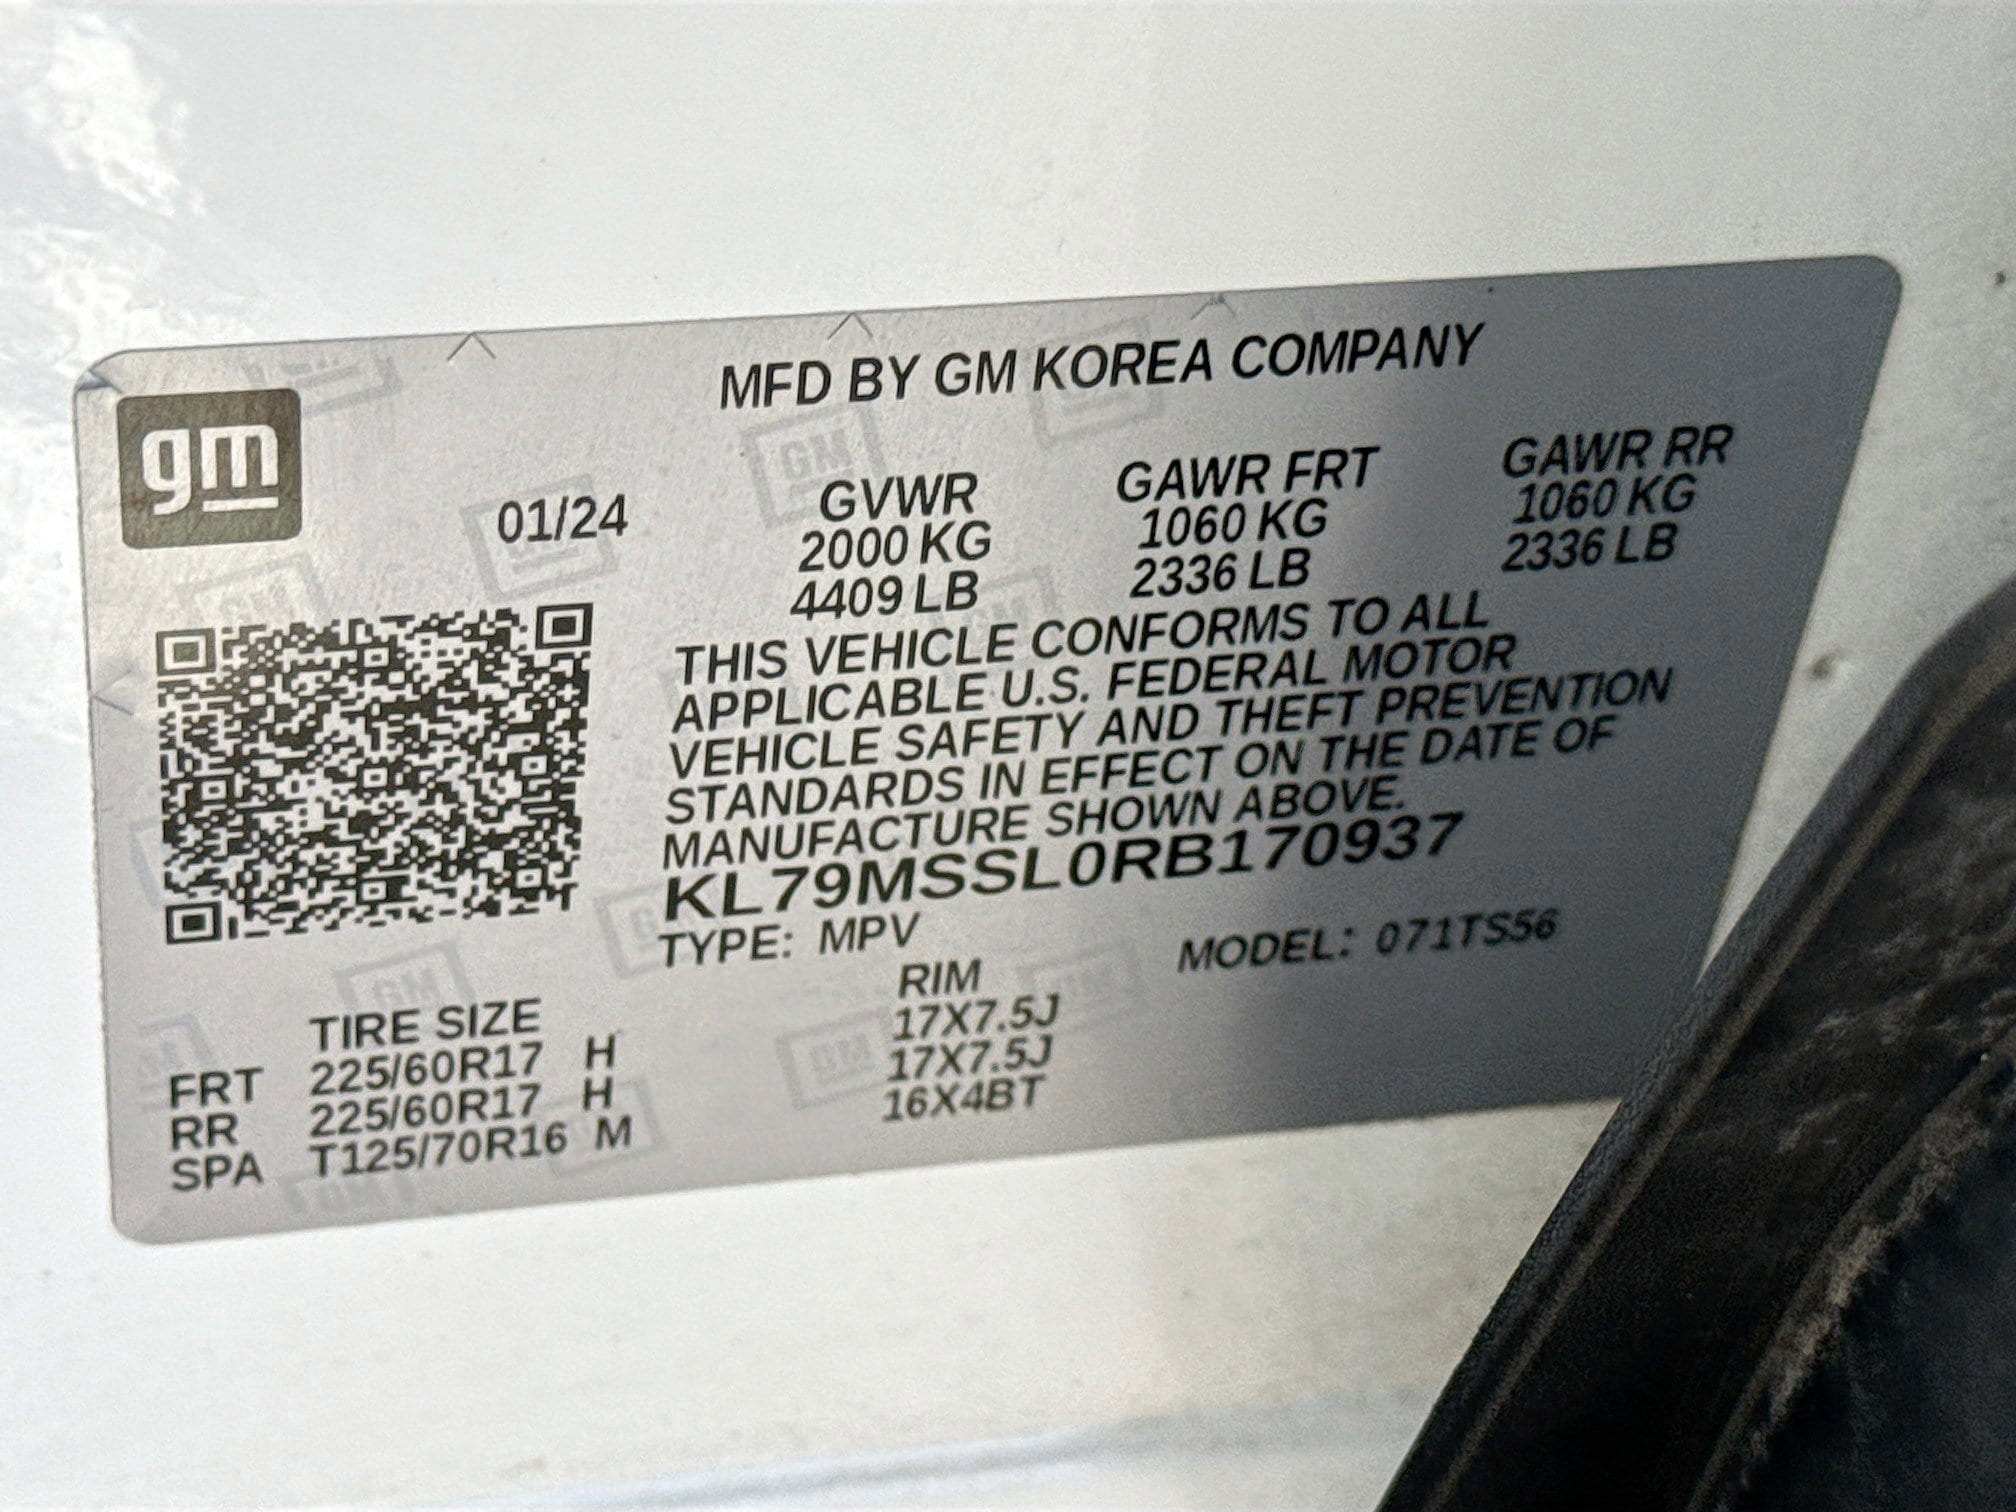 MFD BY GM KOREA COMPANY
gm
01/24
GVWR GAWR FRT GAWR RR
2000 KG 1060 KG 1060 KG
4409 LB 2336 LB 2336 LB
THIS VEHICLE CONFORMS TO ALL
APPLICABLE U.S. FEDERAL MOTOR
VEHICLE SAFETY AND THEFT PREVENTION
STANDARDS IN EFFECT ON THE DATE OF
MANUFACTURE SHOWN ABOVE.
KL79MSSL0RB170937
TYPE: MPV MODEL: 071TS56
TIRE SIZE RIM
FRT 225/60R17 H 17X7.5J
RR 225/60R17 H 17X7.5J
SPA T125/70R16 M 16X4BT